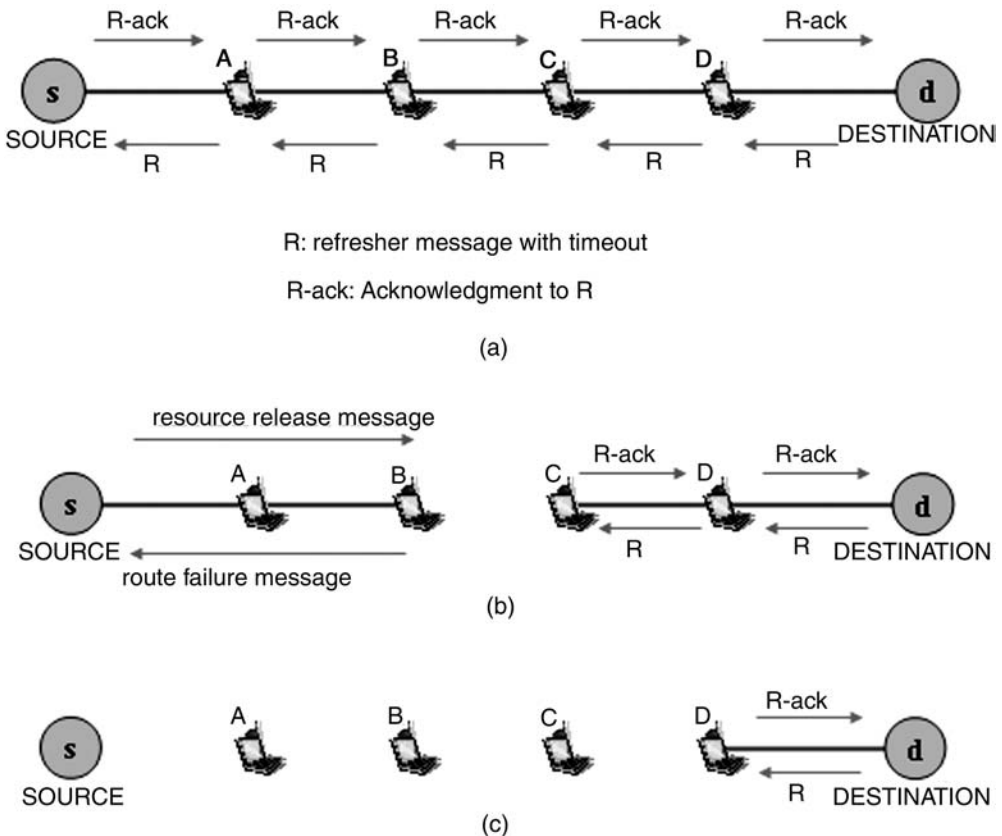 R-ack R-ack R-ack R-ack R-ack
A B C D
s d
SOURCE DESTINATION
R R R R R
R: refresher message with timeout
R-ack: Acknowledgment to R
(a)
resource release message
R-ack R-ack
A B C D
s d
R R
SOURCE DESTINATION
route failure message
(b)
R-ack
A B C D
s d
R
SOURCE DESTINATION
(c)